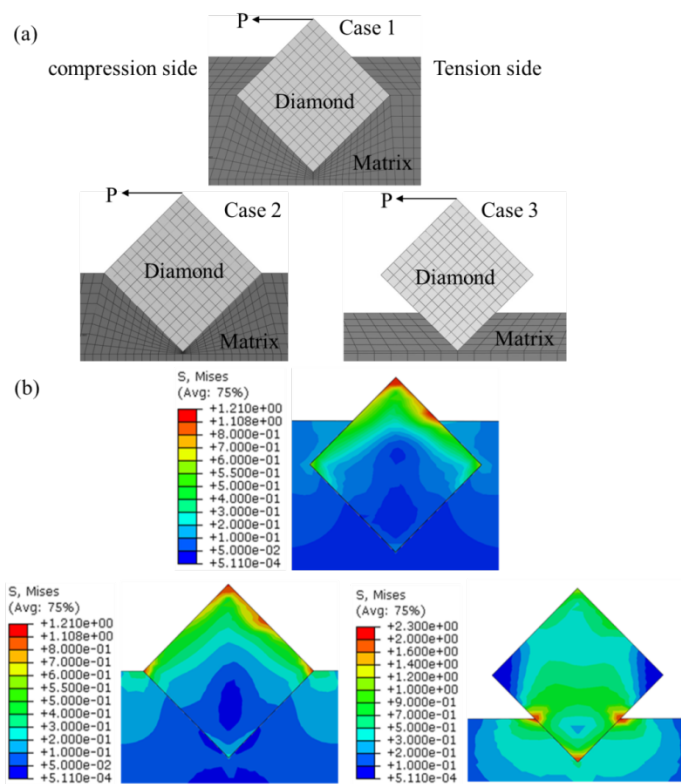 (a)
P
Case 1
compression side
Tension side
Diamond
Matrix
P
Case 2
Diamond
Matrix
P
Case 3
Diamond
Matrix
(b)
S, Mises
(Avg: 75%)
+1.210e+00
+1.108e+00
+8.000e-01
+7.000e-01
+6.000e-01
+5.500e-01
+5.000e-01
+4.000e-01
+3.000e-01
+2.000e-01
+1.000e-01
+5.000e-02
+5.110e-04
S, Mises
(Avg: 75%)
+1.210e+00
+1.108e+00
+8.000e-01
+7.000e-01
+6.000e-01
+5.500e-01
+5.000e-01
+4.000e-01
+3.000e-01
+2.000e-01
+1.000e-01
+5.000e-02
+5.110e-04
S, Mises
(Avg: 75%)
+2.300e+00
+2.000e+00
+1.600e+00
+1.400e+00
+1.200e+00
+1.000e+00
+9.000e-01
+7.000e-01
+5.000e-01
+3.000e-01
+2.000e-01
+1.000e-01
+5.110e-04